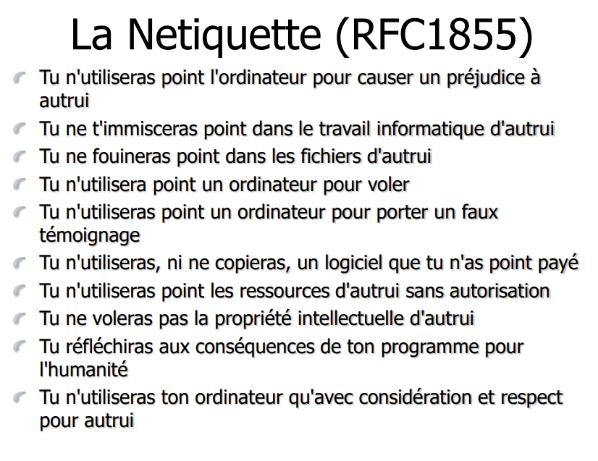 La Netiquette (RFC1855)
Tu n'utiliseras point l'ordinateur pour causer un préjudice à
autrui
Tu ne t'immisceras point dans le travail informatique d'autrui
Tu ne fouineras point dans les fichiers d'autrui
Tu n'utilisera point un ordinateur pour voler
Tu n'utiliseras point un ordinateur pour porter un faux
témoignage
Tu n'utiliseras, ni ne copieras, un logiciel que tu n'as point payé
Tu n'utiliseras point les ressources d'autrui sans autorisation
Tu ne voleras pas la propriété intellectuelle d'autrui
Tu réfléchiras aux conséquences de ton programme pour
l'humanité
Tu n'utiliseras ton ordinateur qu'avec considération et respect
pour autrui